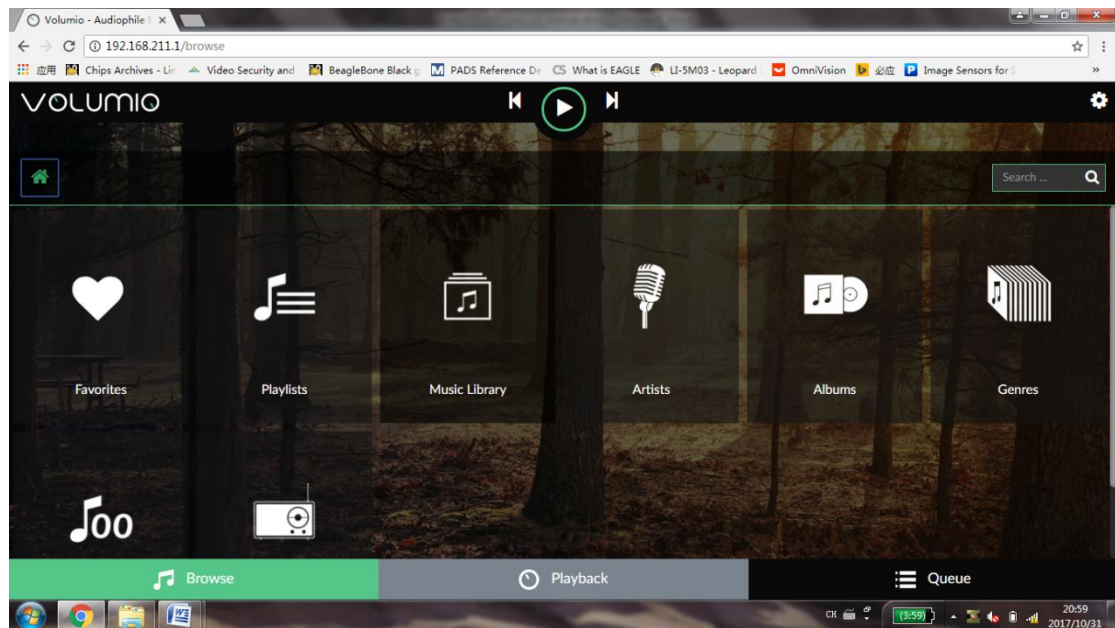 Volumio - Audiophile
192.168.211.1/browse
应用 Chips Archives - Lin Video Security and BeagleBone Black g PADS Reference De What is EAGLE LI-5M03 - Leopard OmniVision 必应 Image Sensors for S »
VOLUMIO
Search ...
Favorites Playlists Music Library Artists Albums Genres
Browse Playback Queue
CH (3:59) 20:59
2017/10/31